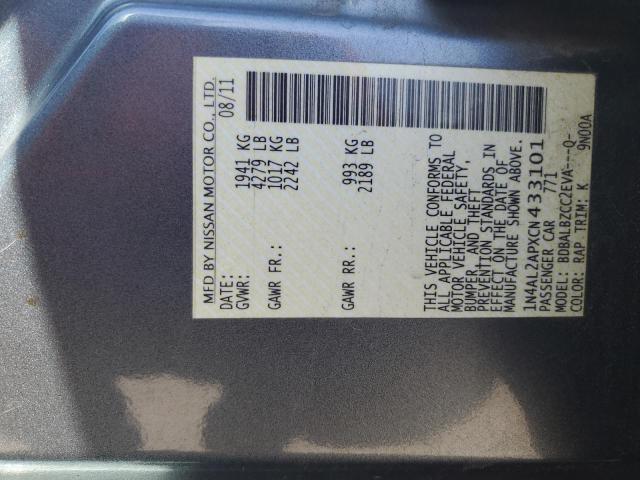 MFD BY NISSAN MOTOR CO., LTD.
DATE: 08/11
GVWR: 1941 KG
4279 LB
GAWR FR.: 1017 KG
2242 LB
GAWR RR.: 993 KG
2189 LB
THIS VEHICLE CONFORMS TO
ALL APPLICABLE FEDERAL
MOTOR VEHICLE SAFETY,
BUMPER, AND THEFT
PREVENTION STANDARDS IN
EFFECT ON THE DATE OF
MANUFACTURE SHOWN ABOVE.
1N4AL2APXCN433101
PASSENGER CAR 771
MODEL: BDBALBZCC2EVA---Q-
COLOR: RAP TRIM: K 9N00A